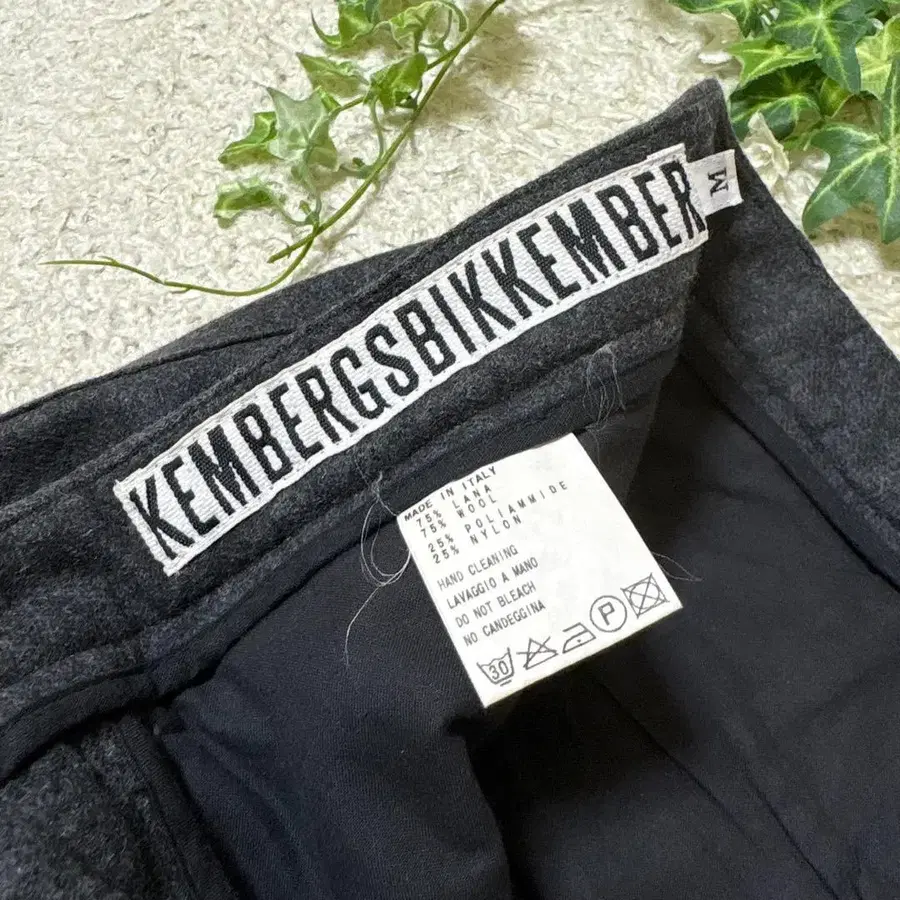 KEMBERGSBIKKEMBER
M
MADE IN ITALY
75% LANA
75% WOOL
25% POLIAMMIDE
25% NYLON
HAND CLEANING
LAVAGGIO A MANO
DO NOT BLEACH
NO CANDEGGINA
30
P